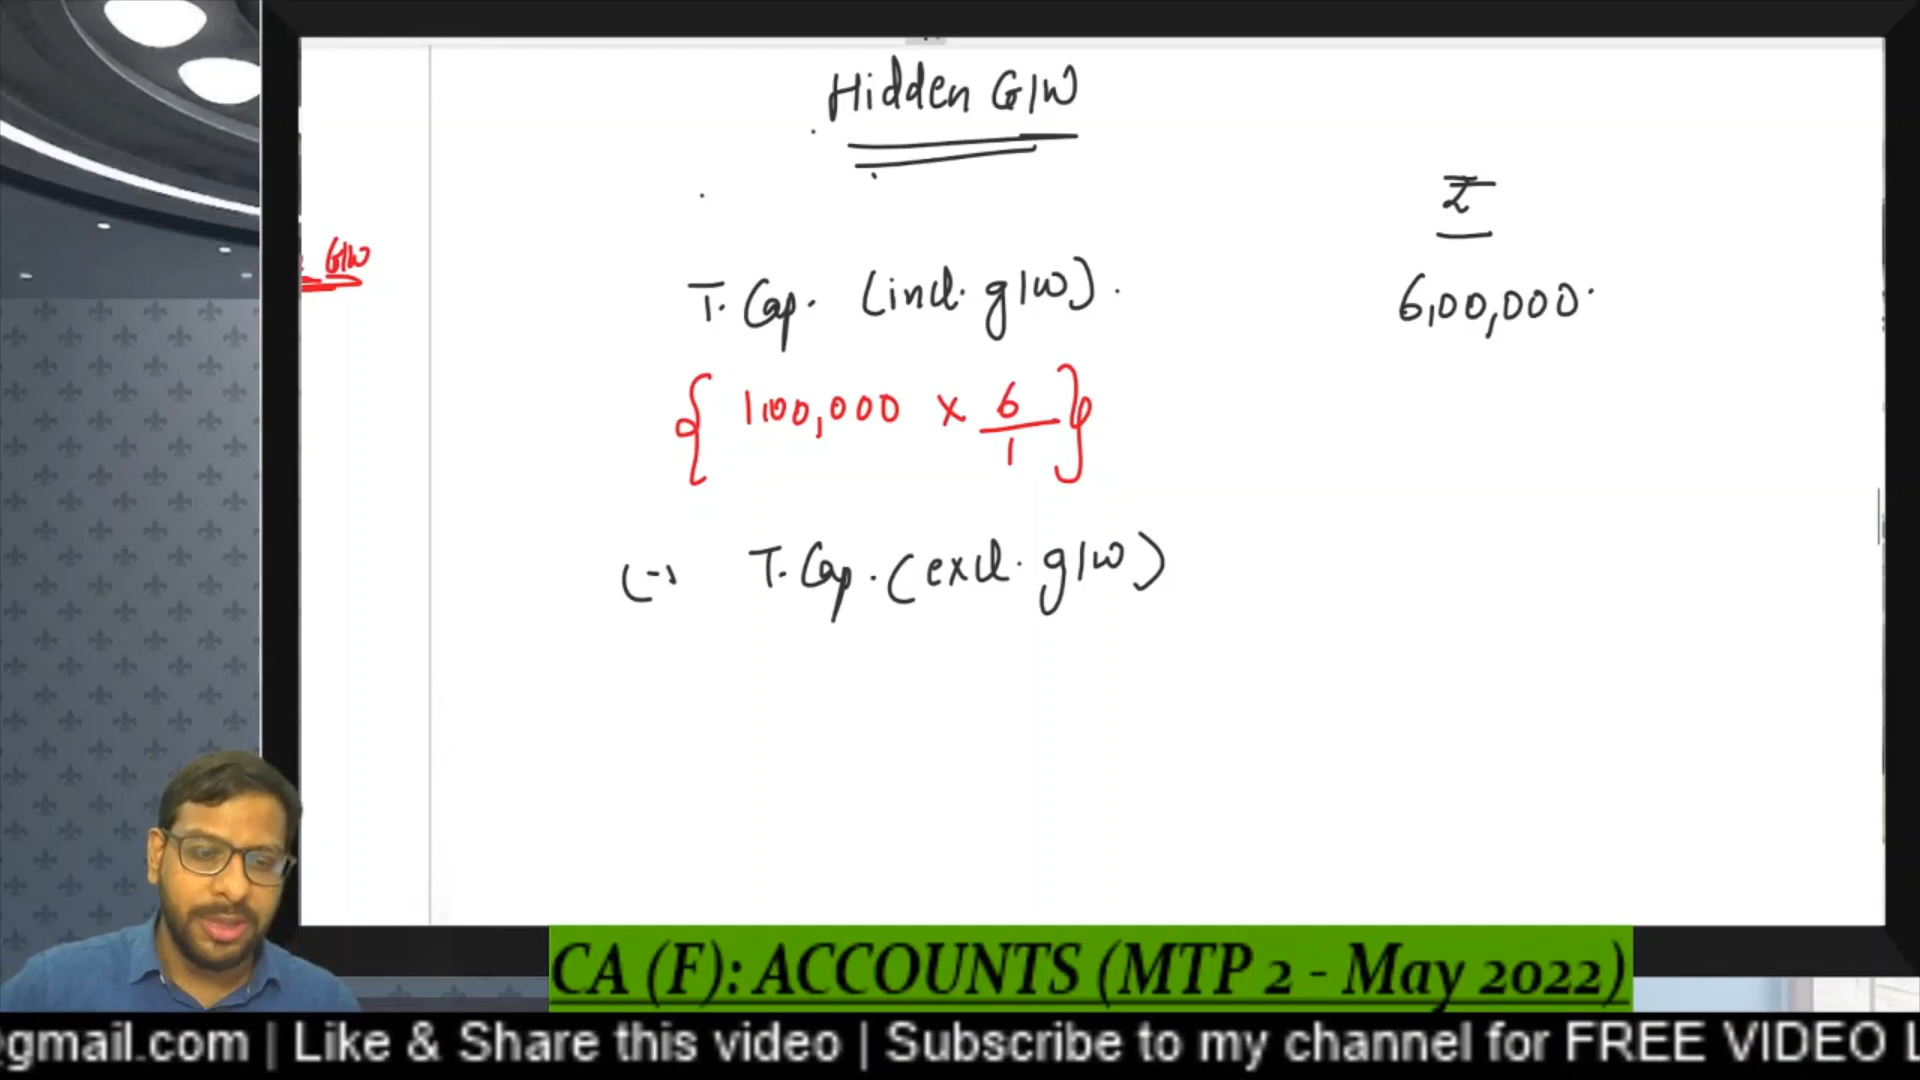 Hidden G/W
₹
G/W
T. Cap. (incl. g/w). 6,00,000.
{ 1,00,000 x 6/1 }
(-) T. Cap. (excl. g/w)
CA (F): ACCOUNTS (MTP 2 - May 2022)
@gmail.com | Like & Share this video | Subscribe to my channel for FREE VIDEO L